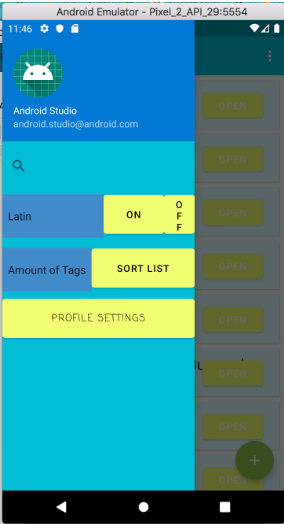 Android Emulator - Pixel_2_API_29:5554
11:46
OPEN
Android Studio
android.studio@android.com
OPEN
OPEN
Latin
ON
O
F
F
OPEN
Amount of Tags
SORT LIST
OPEN
PROFILE SETTINGS
OPEN
OPEN
OPEN